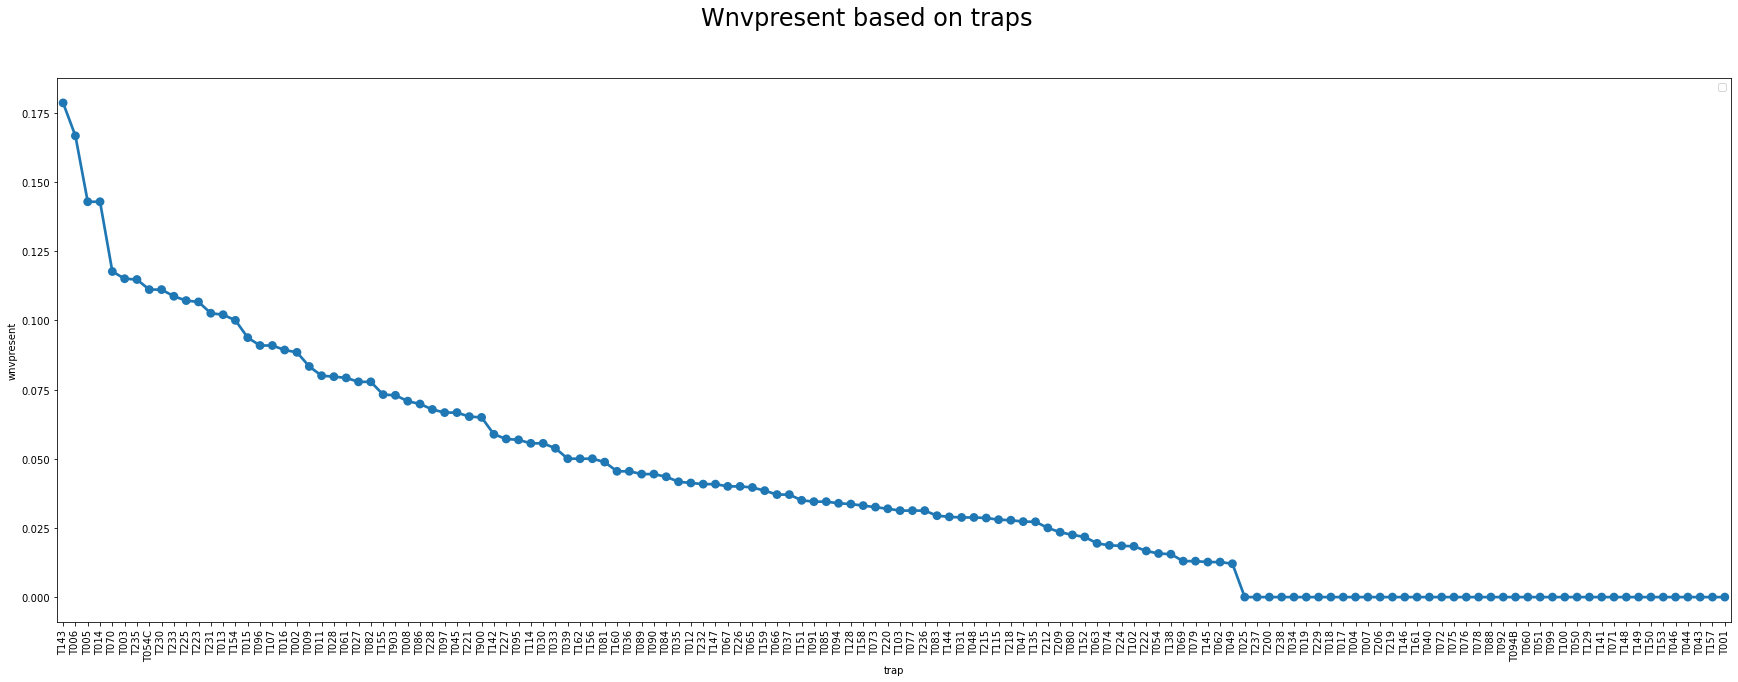 Wnvpresent based on traps
0.175
0.150
0.125
0.100
0.075
0.050
0.025
0.000
wnvpresent
T143
T006
T005
T014
T070
T003
T235
T054C
T230
T233
T225
T223
T231
T013
T154
T015
T096
T107
T016
T002
T009
T011
T028
T061
T027
T082
T155
T903
T008
T086
T228
T097
T045
T221
T900
T142
T227
T095
T114
T030
T033
T039
T162
T156
T081
T160
T036
T089
T090
T084
T035
T012
T232
T147
T067
T226
T065
T159
T066
T037
T151
T091
T085
T094
T128
T158
T073
T220
T103
T077
T236
T083
T144
T031
T048
T215
T115
T218
T047
T135
T212
T209
T080
T152
T063
T074
T224
T102
T222
T054
T138
T069
T079
T145
T062
T049
T025
T237
T200
T238
T034
T019
T229
T018
T017
T004
T007
T206
T219
T146
T161
T040
T072
T075
T076
T078
T088
T092
T094B
T060
T051
T099
T100
T050
T129
T141
T071
T148
T149
T150
T153
T046
T044
T043
T157
T001
trap